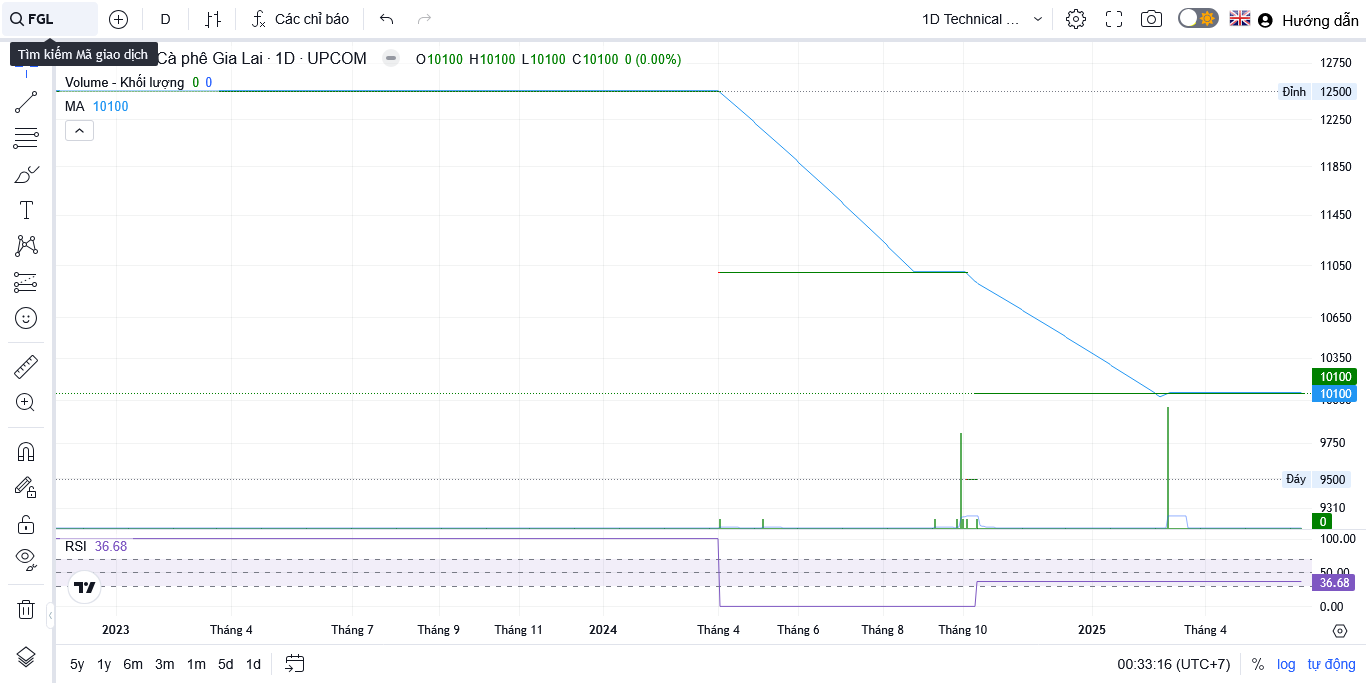 FGL D Các chỉ báo 1D Technical ... Hướng dẫn
Tìm kiếm Mã giao dịch
Cà phê Gia Lai · 1D · UPCOM O10100 H10100 L10100 C10100 0 (0.00%)
Volume - Khối lượng 0 0
MA 10100
12750
Đỉnh 12500
12250
11850
11450
11050
10650
10350
10100
10100
9750
Đáy 9500
9310
0
RSI 36.68
100.00
50.00
36.68
0.00
2023 Tháng 4 Tháng 7 Tháng 9 Tháng 11 2024 Tháng 4 Tháng 6 Tháng 8 Tháng 10 2025 Tháng 4
5y 1y 6m 3m 1m 5d 1d 00:33:16 (UTC+7) % log tự động